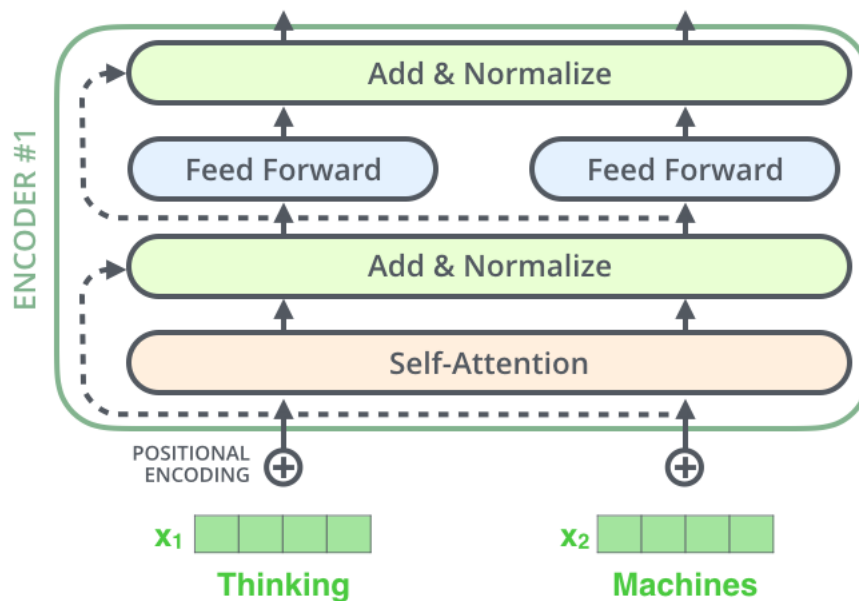 ENCODER #1
Add & Normalize
Feed Forward
Feed Forward
Add & Normalize
Self-Attention
POSITIONAL
ENCODING
x₁
x₂
Thinking
Machines